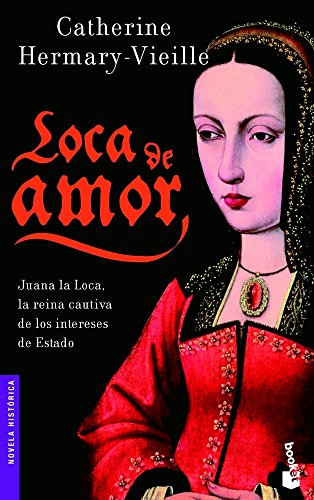 Catherine
Hermary-Vieille
Loca de
amor
Juana la Loca,
la reina cautiva
de los intereses
de Estado
NOVELA HISTÓRICA
booket